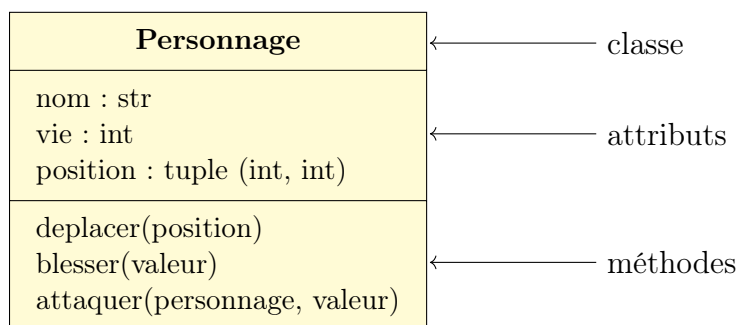 Personnage
classe
nom : str
vie : int
attributs
position : tuple (int, int)
deplacer(position)
blesser(valeur)
méthodes
attaquer(personnage, valeur)